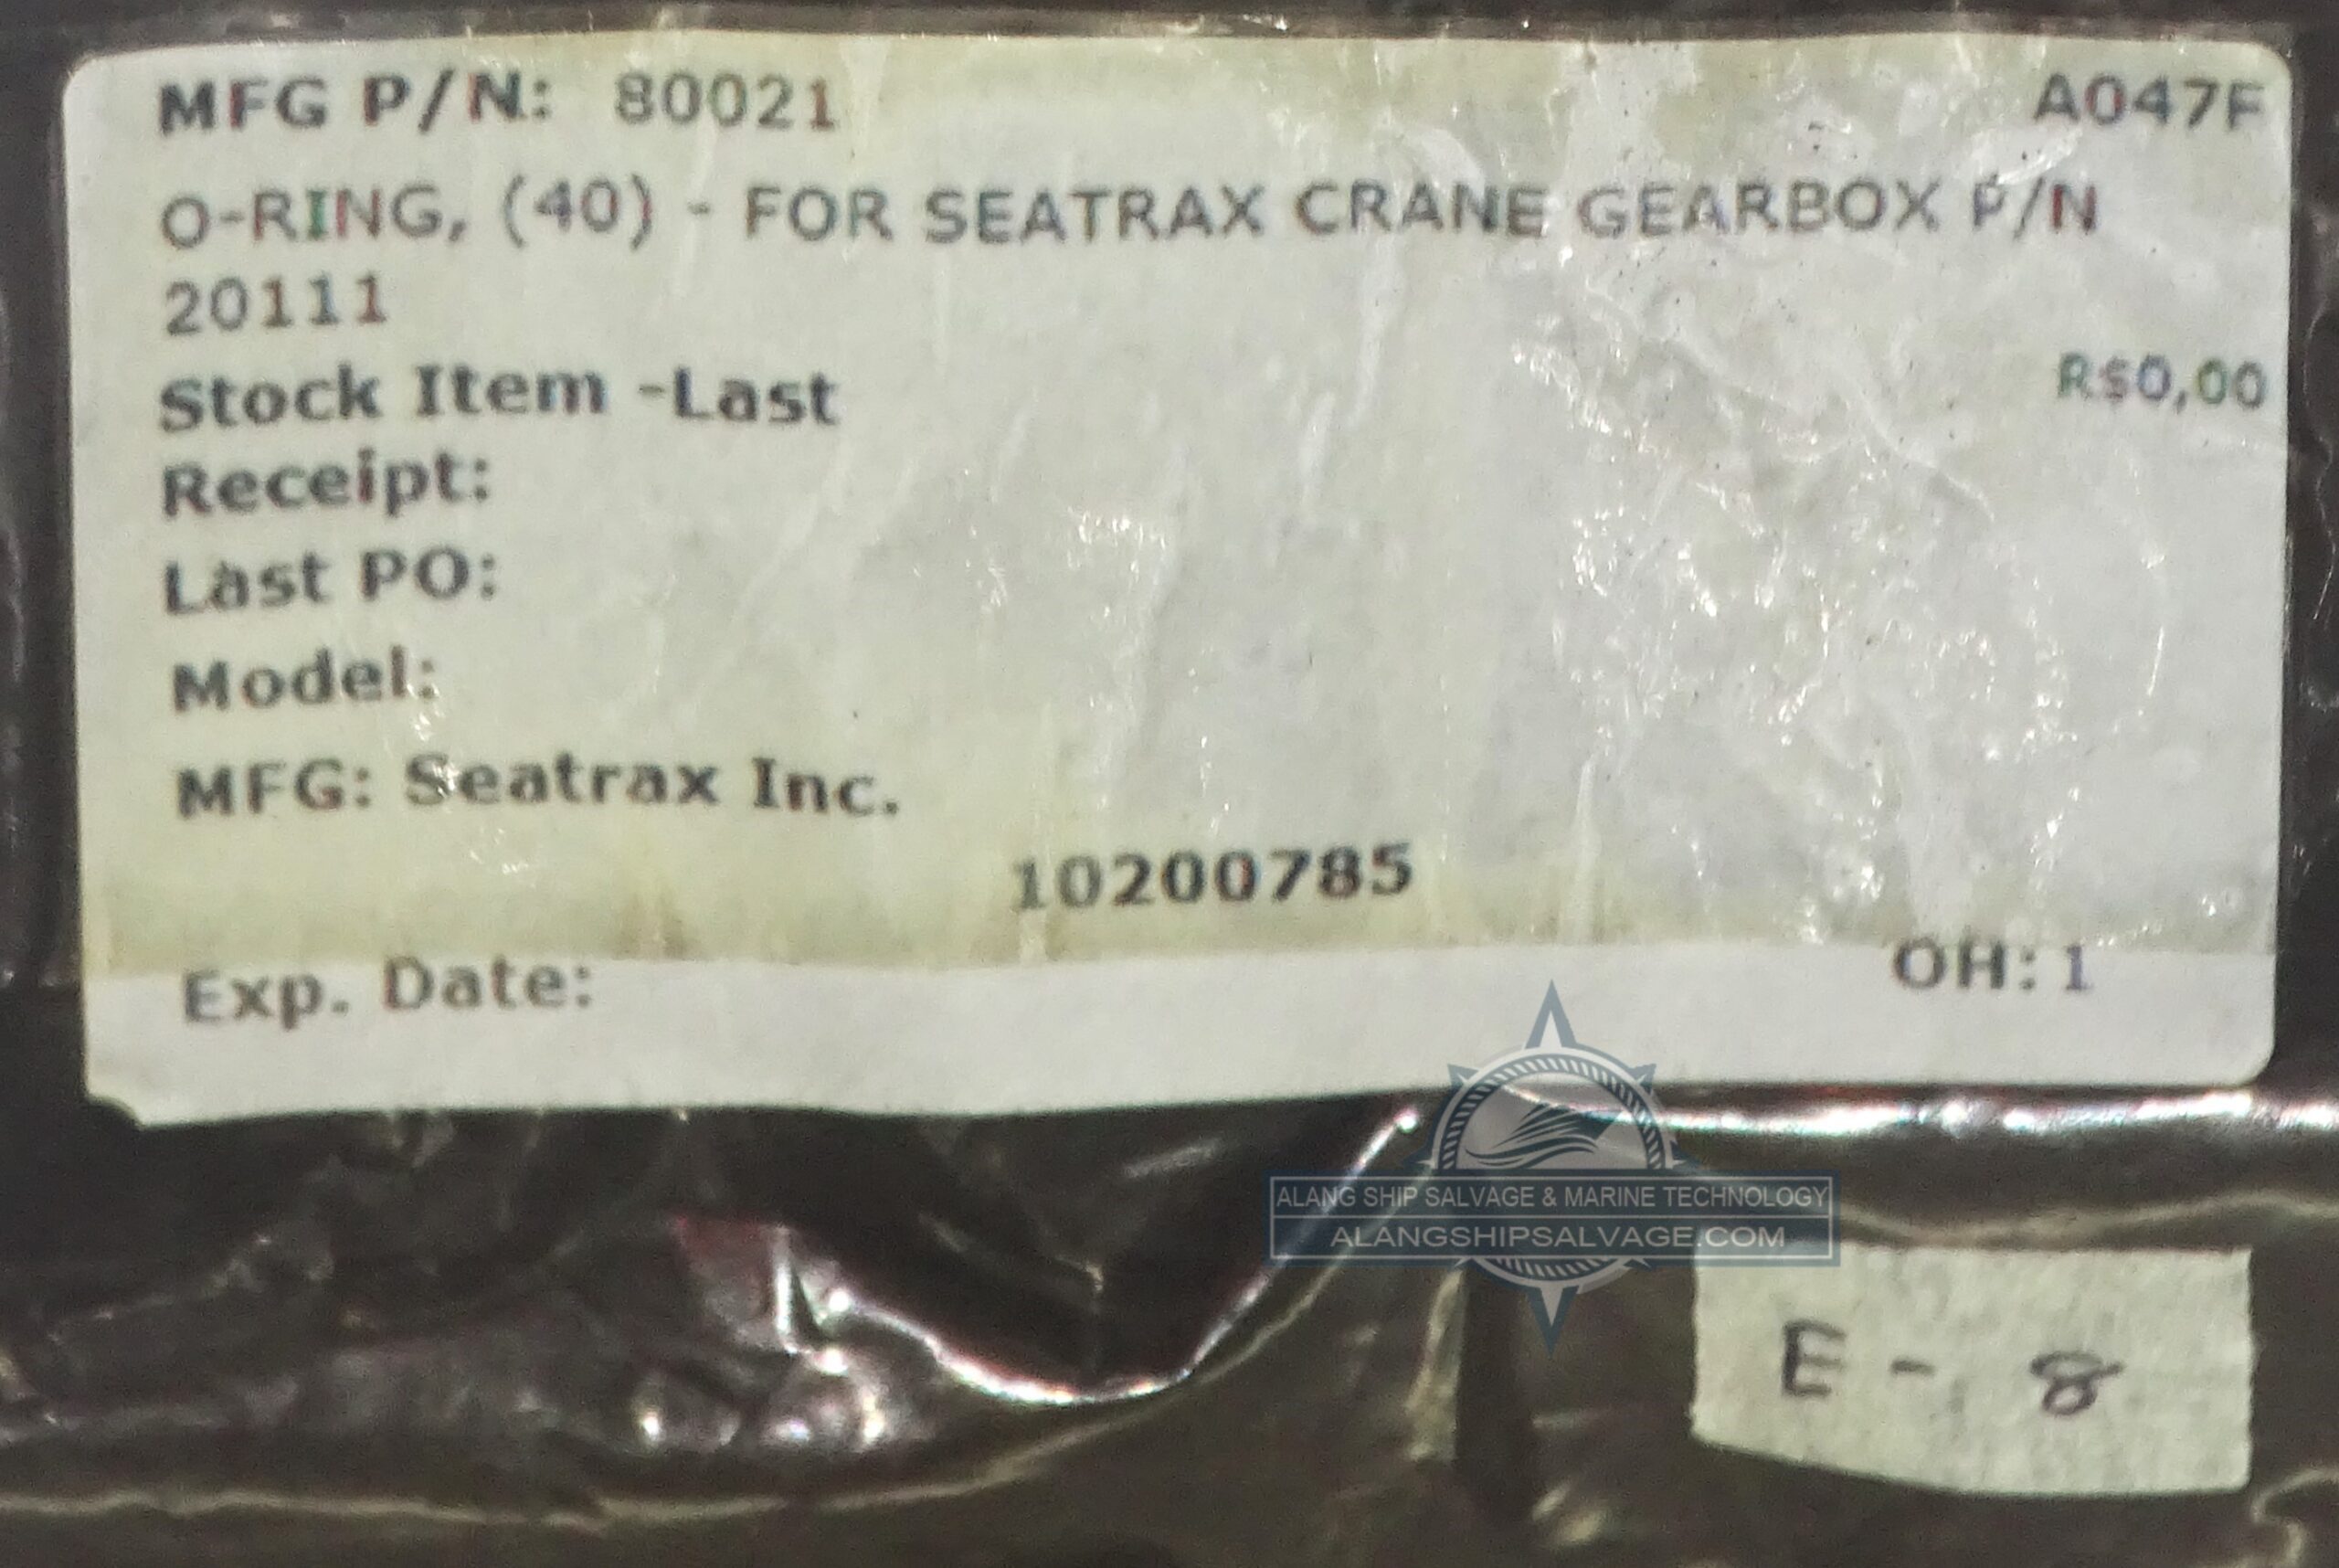 MFG P/N: 80021 A047F
O-RING, (40) - FOR SEATRAX CRANE GEARBOX P/N
20111
Stock Item -Last R$0,00
Receipt:
Last PO:
Model:
MFG: Seatrax Inc.
10200785
Exp. Date: OH: 1
ALANG SHIP SALVAGE & MARINE TECHNOLOGY
ALANGSHIPSALVAGE.COM
E - 8